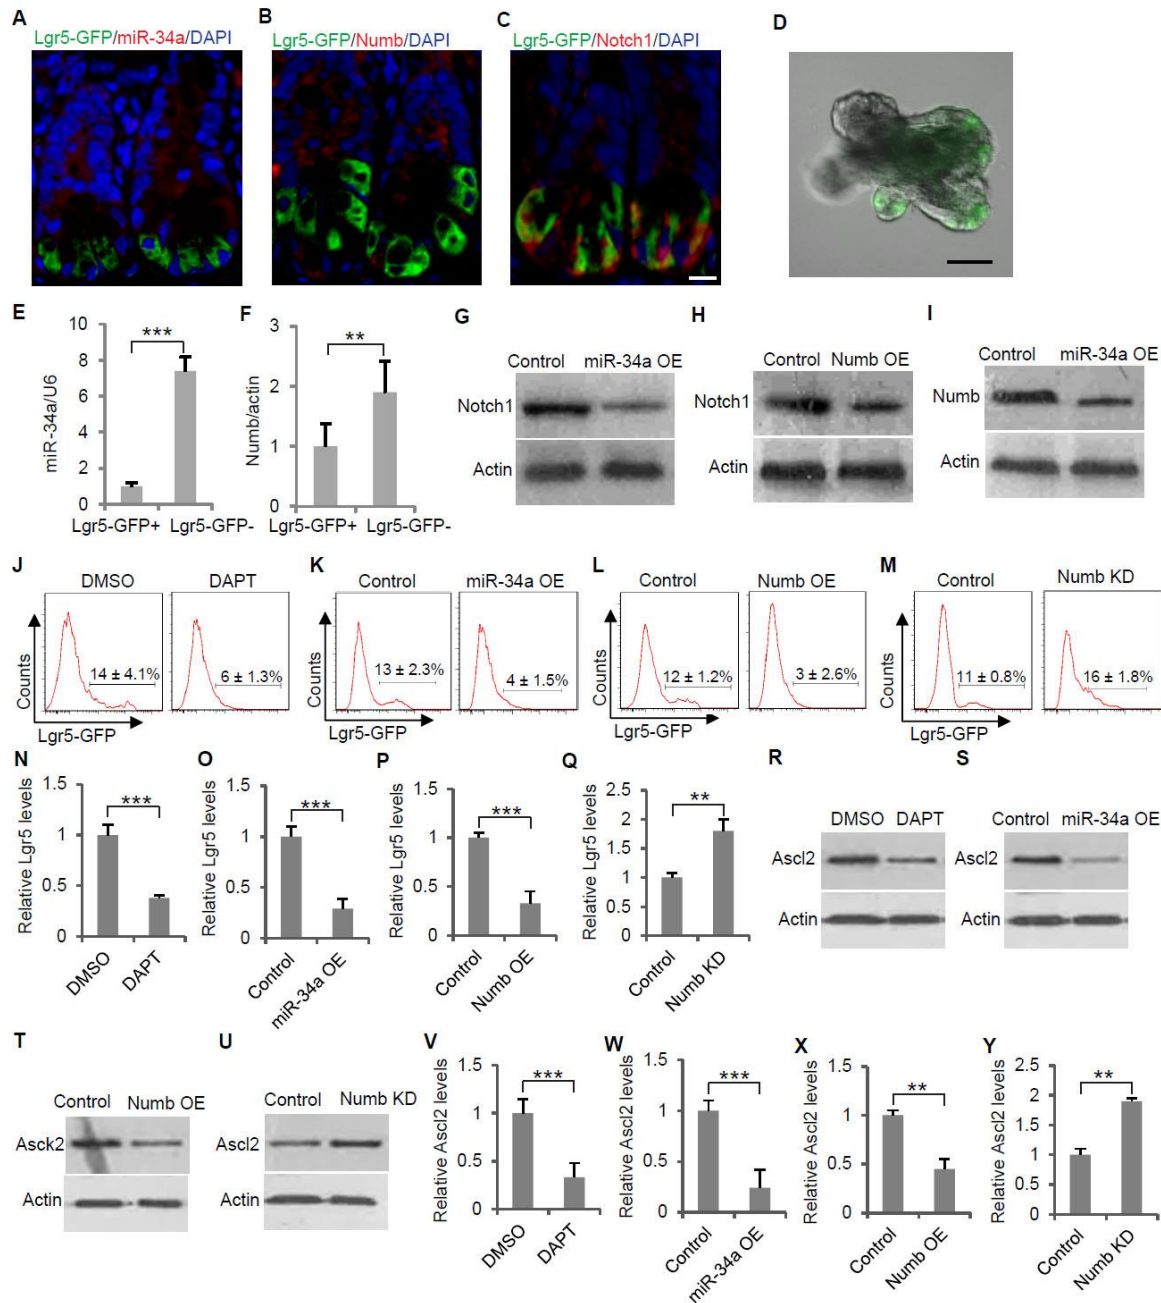 A
Lgr5-GFP/miR-34a/DAPI
B
Lgr5-GFP/Numb/DAPI
C
Lgr5-GFP/Notch1/DAPI
D
E
miR-34a/U6
10
8
6
4
2
0
***
Lgr5-GFP+ Lgr5-GFP-
F
Numb/actin
3
2
1
0
**
Lgr5-GFP+ Lgr5-GFP-
G
Control miR-34a OE
Notch1
Actin
H
Control Numb OE
Notch1
Actin
I
Control miR-34a OE
Numb
Actin
J
DMSO DAPT
Counts
14 ± 4.1% 6 ± 1.3%
Lgr5-GFP
K
Control miR-34a OE
Counts
13 ± 2.3% 4 ± 1.5%
Lgr5-GFP
L
Control Numb OE
Counts
12 ± 1.2% 3 ± 2.6%
Lgr5-GFP
M
Control Numb KD
Counts
11 ± 0.8% 16 ± 1.8%
Lgr5-GFP
N
Relative Lgr5 levels
1.5
1
0.5
0
***
DMSO DAPT
O
Relative Lgr5 levels
1.5
1
0.5
0
***
Control miR-34a OE
P
Relative Lgr5 levels
1.5
1
0.5
0
***
Control Numb OE
Q
Relative Lgr5 levels
2.5
2
1.5
1
0.5
0
**
Control Numb KD
R
DMSO DAPT
Ascl2
Actin
S
Control miR-34a OE
Ascl2
Actin
T
Control Numb OE
Asck2
Actin
U
Control Numb KD
Ascl2
Actin
V
Relative Ascl2 levels
1.5
1
0.5
0
***
DMSO DAPT
W
Relative Ascl2 levels
1.5
1
0.5
0
***
Control miR-34a OE
X
Relative Ascl2 levels
1.5
1
0.5
0
**
Control Numb OE
Y
Relative Ascl2 levels
2.5
2
1.5
1
0.5
0
**
Control Numb KD